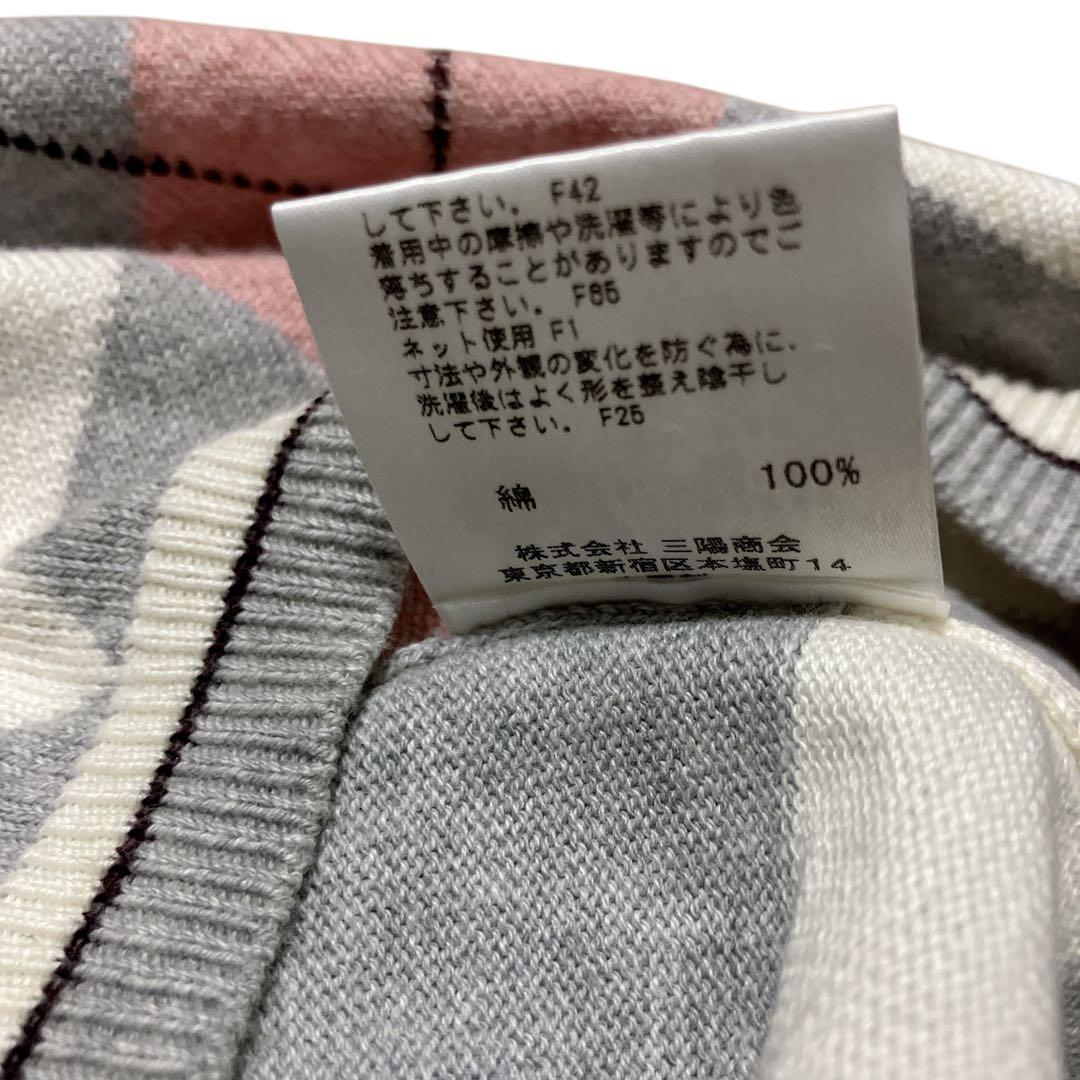 して下さい. F42
着用中の摩擦や洗濯等により色
落ちすることがありますのでご
注意下さい. F85
ネット使用 F1
寸法や外観の変化を防ぐ為に.
洗濯後はよく形を整え陰干し
して下さい. F25
綿 100%
株式会社 三陽商会
東京都新宿区本塩町14